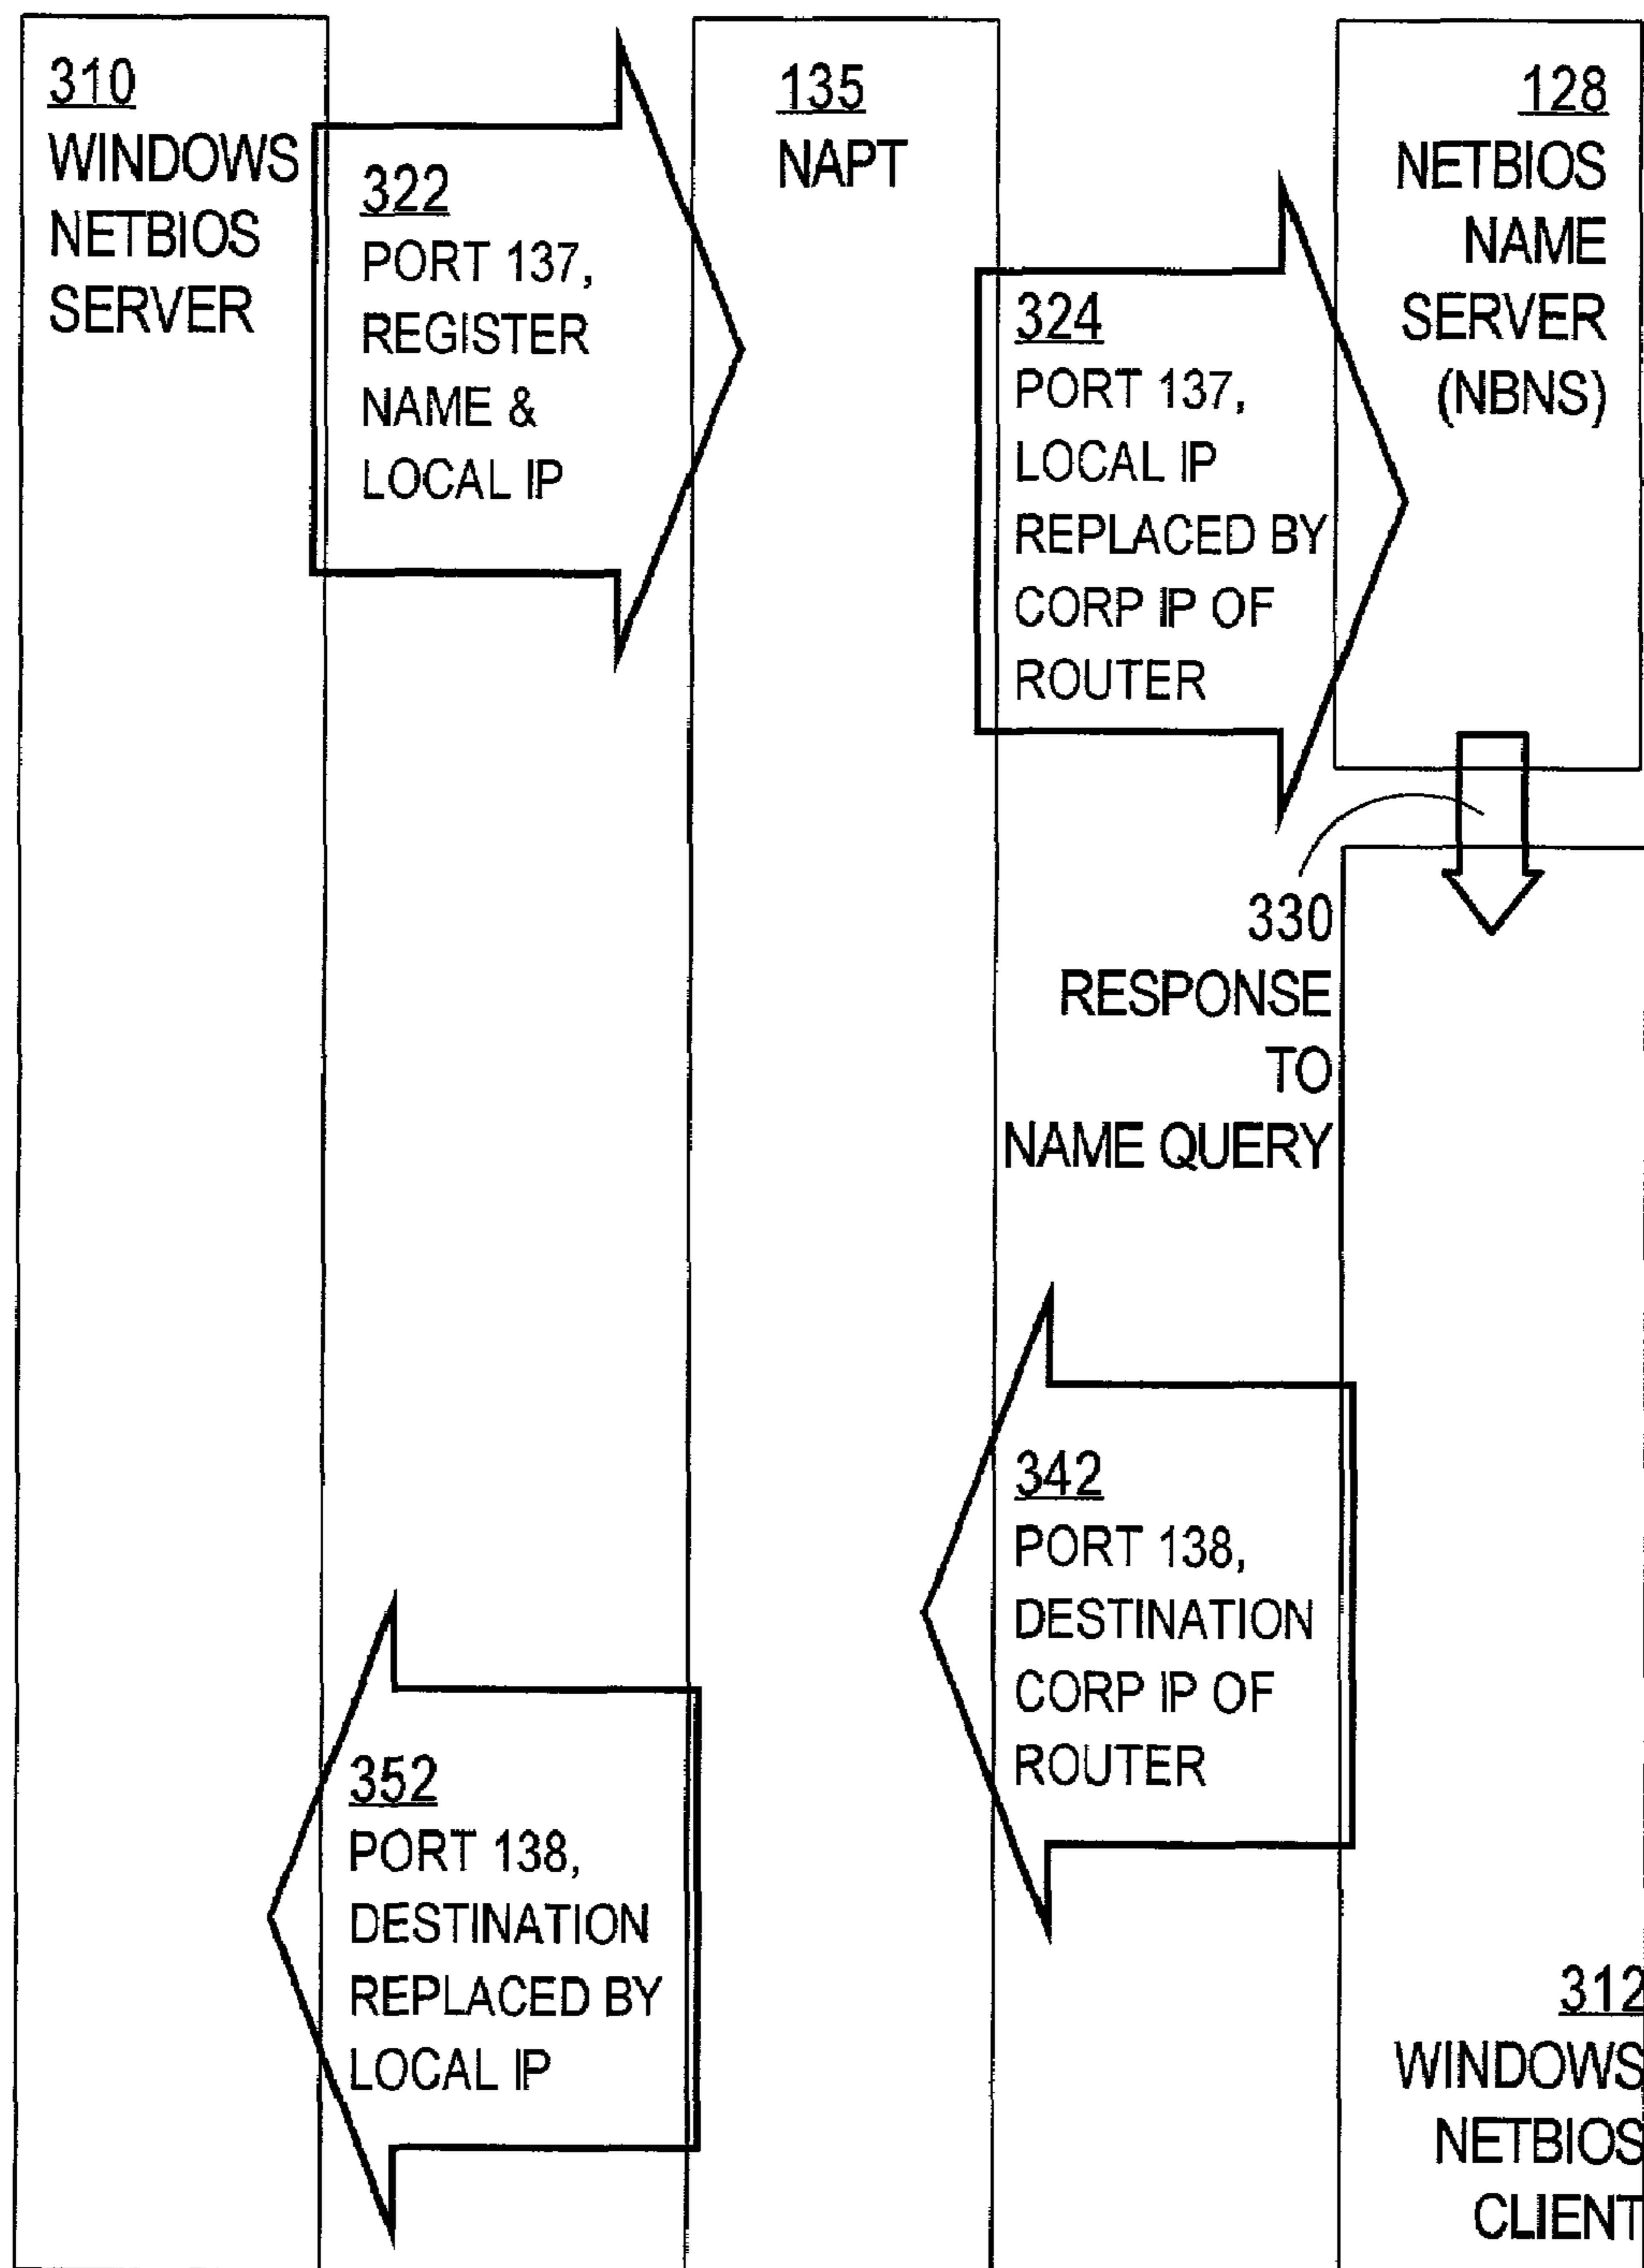 310
WINDOWS
NETBIOS
SERVER
322
PORT 137,
REGISTER
NAME &
LOCAL IP
135
NAPT
324
PORT 137,
LOCAL IP
REPLACED BY
CORP IP OF
ROUTER
128
NETBIOS
NAME
SERVER
(NBNS)
330
RESPONSE
TO
NAME QUERY
342
PORT 138,
DESTINATION
CORP IP OF
ROUTER
352
PORT 138,
DESTINATION
REPLACED BY
LOCAL IP
312
WINDOWS
NETBIOS
CLIENT